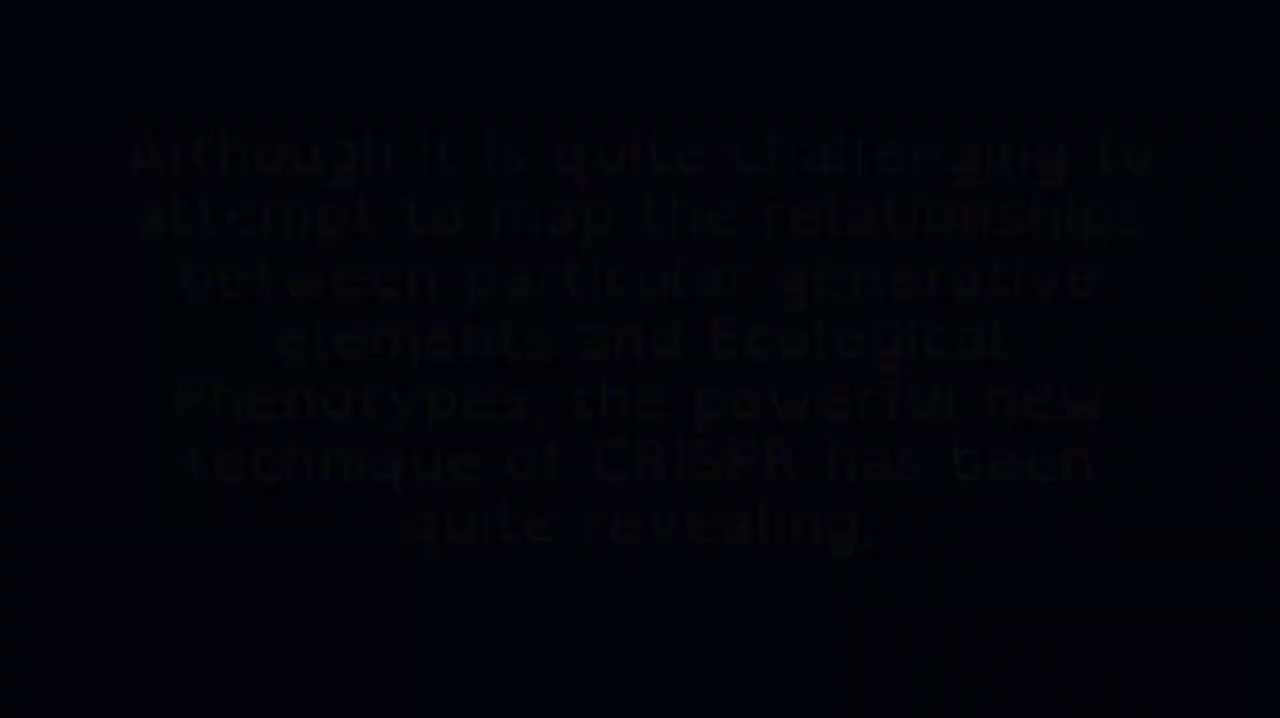 Although it is quite challenging to
attempt to map the relationships
between particular generative
elements and Ecological
Phenotypes, the powerful new
technique of CRISPR has been
quite revealing.